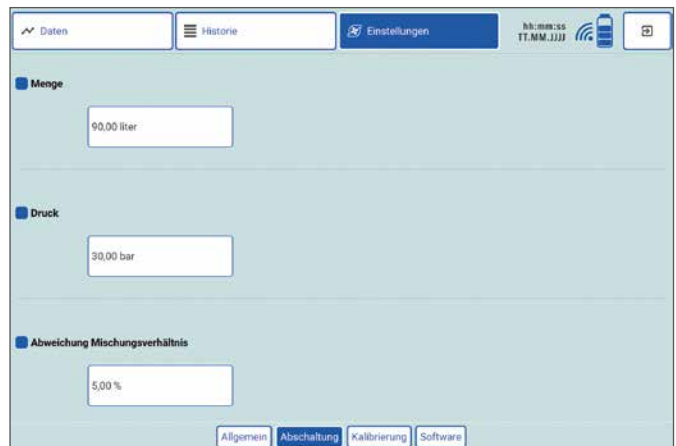 Daten
Historie
Einstellungen
hh:mm:ss
TT.MM.JJJJ
Menge
90,00 liter
Druck
30,00 bar
Abweichung Mischungsverhältnis
5,00 %
Allgemein
Abschaltung
Kalibrierung
Software